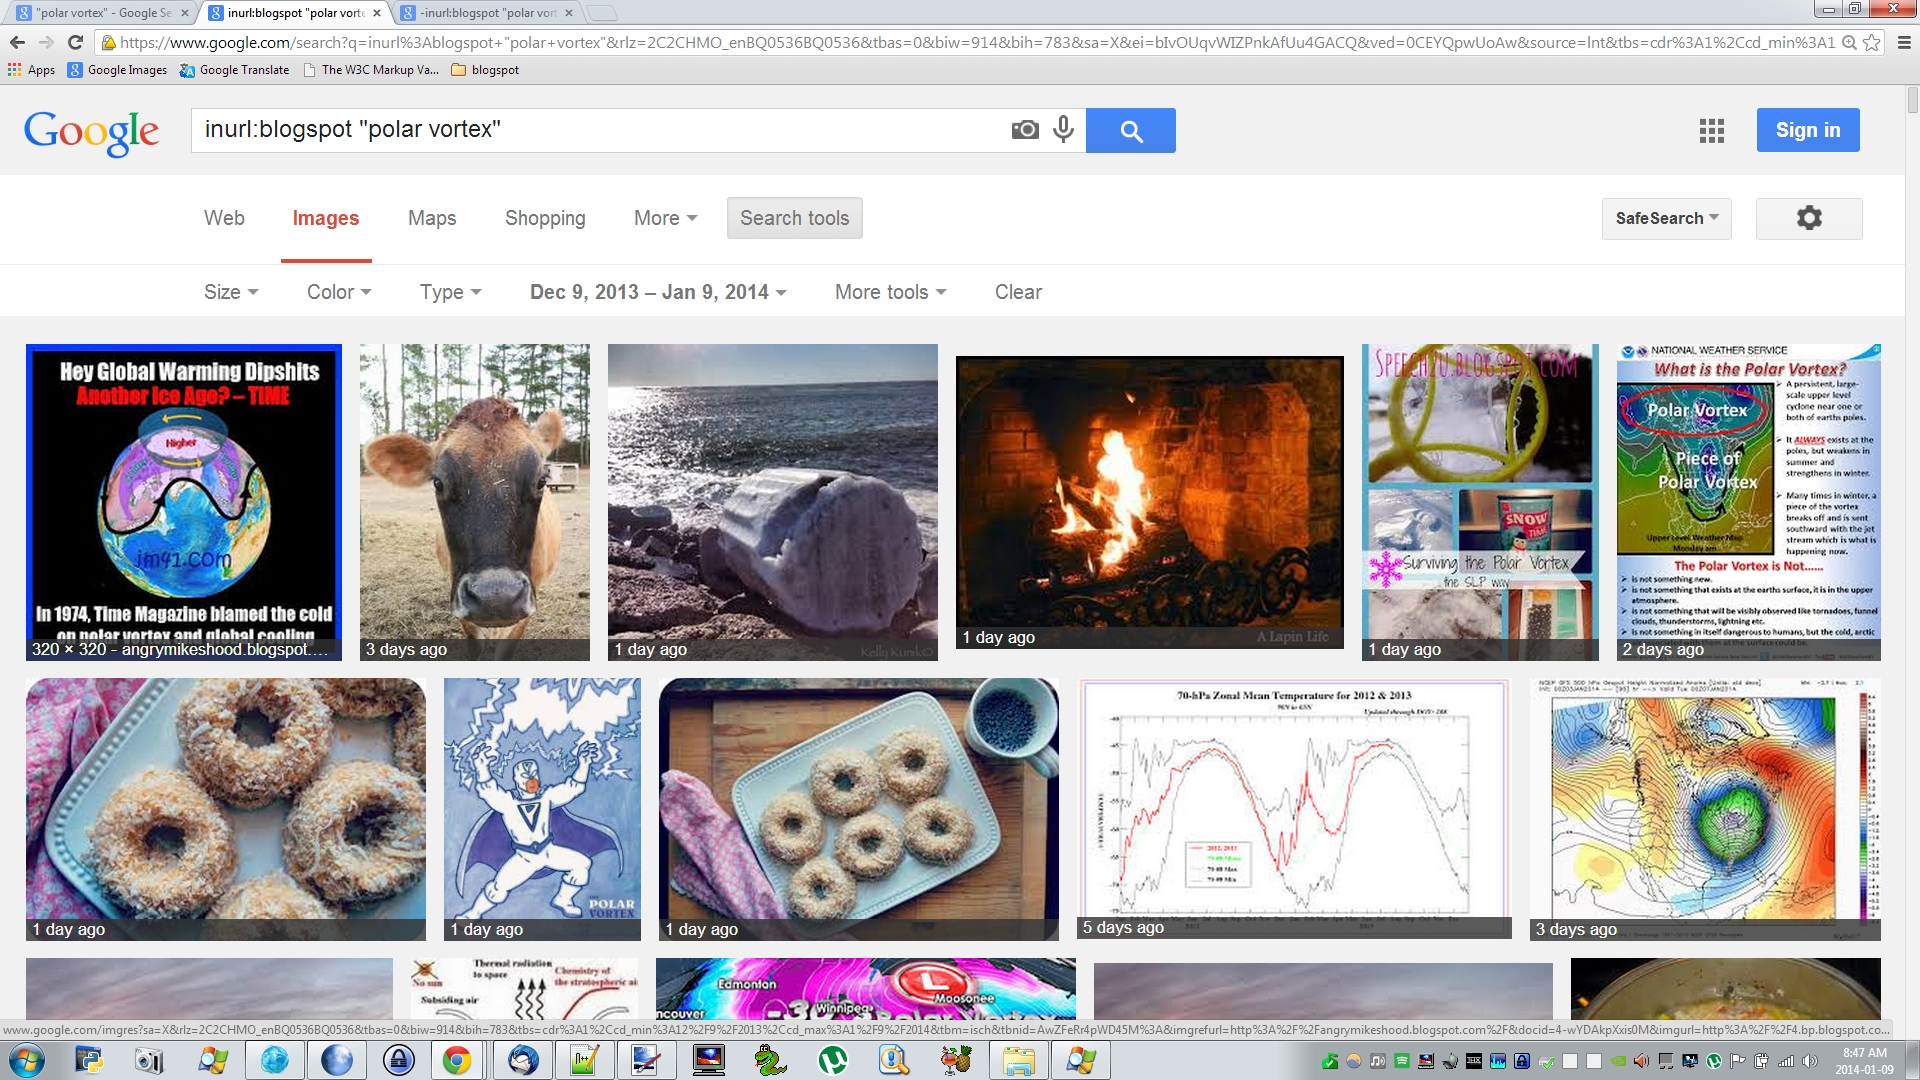 "polar vortex" - Google Se
inurl:blogspot "polar vorte
-inurl:blogspot "polar vort
https://www.google.com/search?q=inurl%3Ablogspot+"polar+vortex"&rlz=2C2CHMO_enBQ0536BQ0536&tbas=0&biw=914&bih=783&sa=X&ei=bIvOUqvWIZPnkAfUu4GACQ&ved=0CEYQpwUoAw&source=lnt&tbs=cdr%3A1%2Ccd_min%3A1
Apps
Google Images
Google Translate
The W3C Markup Va...
blogspot
Google
inurl:blogspot "polar vortex"
Sign in
Web
Images
Maps
Shopping
More
Search tools
SafeSearch
Size
Color
Type
Dec 9, 2013 – Jan 9, 2014
More tools
Clear
Hey Global Warming Dipshits
Another Ice Age? – TIME
Higher
jm41.com
In 1974, Time Magazine blamed the cold
on polar vortex and global cooling
320 × 320 - angrymikeshood.blogspot....
3 days ago
1 day ago
Kelly KurikO
1 day ago
A Lapin Life
SPEECH2U.BLOGSPOT.COM
SNOW
TIME
Surviving the Polar Vortex
the SLP way
1 day ago
NATIONAL WEATHER SERVICE
What is the Polar Vortex?
Polar Vortex
Piece of
Polar Vortex
Upper Level Weather Map
Monday am
A persistent, large-
scale upper level
cyclone near one or
both of earths poles.
It ALWAYS exists at the
poles, but weakens in
summer and
strengthens in winter.
Many times in winter, a
piece of the vortex
breaks off and is sent
southward with the jet
stream which is what is
happening now.
The Polar Vortex is Not......
is not something new.
is not something that exists at the earths surface, it is in the upper
atmosphere.
is not something that will be visibly observed like tornadoes, funnel
clouds, thunderstorms, lightning etc.
is not something in itself dangerous to humans, but the cold, arctic
2 days ago
1 day ago
POLAR
VORTEX
1 day ago
1 day ago
70-hPa Zonal Mean Temperature for 2012 & 2013
2012, 2013
5 days ago
3 days ago
No sun
Thermal radiation
to space
Chemistry of
the stratospheric ai
Subsiding air
Edmonton
Winnipeg
Moosonee
L
www.google.com/imgres?sa=X&rlz=2C2CHMO_enBQ0536BQ0536&tbas=0&biw=914&bih=783&tbs=cdr%3A1%2Ccd_min%3A12%2F9%2F2013%2Ccd_max%3A1%2F9%2F2014&tbm=isch&tbnid=AwZFeRr4pWD45M%3A&imgrefurl=http%3A%2F%2Fangrymikeshood.blogspot.com%2F&docid=4-wYDAkpXxis0M&imgurl=http%3A%2F%2F4.bp.blogspot.co...
8:47 AM
2014-01-09